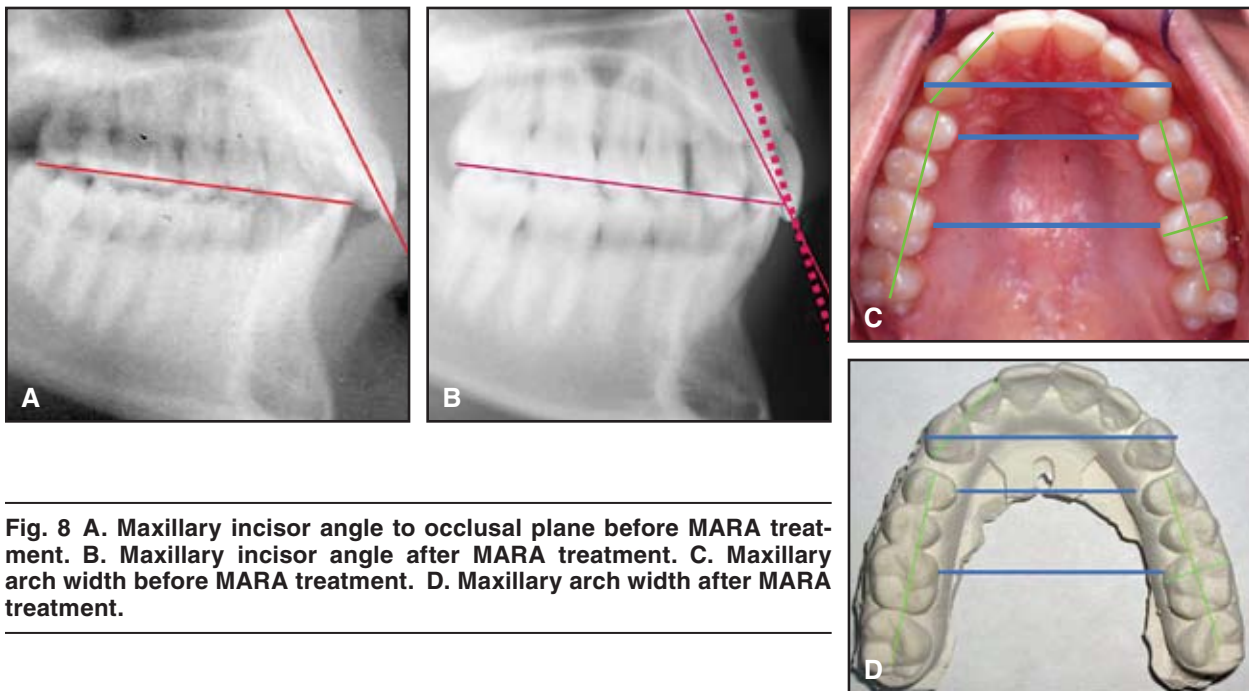 A
B
C
D
Fig. 8 A. Maxillary incisor angle to occlusal plane before MARA treat-
ment. B. Maxillary incisor angle after MARA treatment. C. Maxillary
arch width before MARA treatment. D. Maxillary arch width after MARA
treatment.